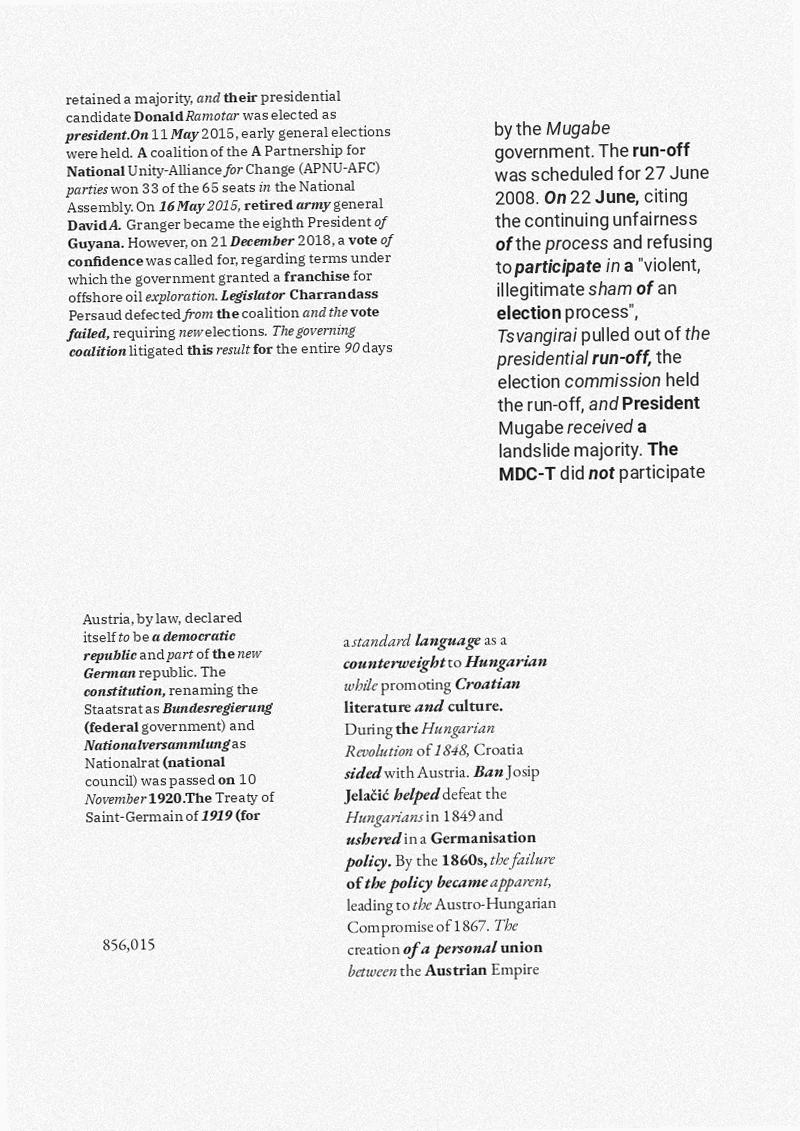 retained a majority, and their presidential
candidate Donald Ramotar was elected as
president.On 11 May 2015, early general elections
were held. A coalition of the A Partnership for
National Unity-Alliance for Change (APNU-AFC)
parties won 33 of the 65 seats in the National
Assembly. On 16 May 2015, retired army general
David A. Granger became the eighth President of
Guyana. However, on 21 December 2018, a vote of
confidence was called for, regarding terms under
which the government granted a franchise for
offshore oil exploration. Legislator Charrandass
Persaud defected from the coalition and the vote
failed, requiring new elections. The governing
coalition litigated this result for the entire 90 days
by the Mugabe
government. The run-off
was scheduled for 27 June
2008. On 22 June, citing
the continuing unfairness
of the process and refusing
to participate in a "violent,
illegitimate sham of an
election process",
Tsvangirai pulled out of the
presidential run-off, the
election commission held
the run-off, and President
Mugabe received a
landslide majority. The
MDC-T did not participate
Austria, by law, declared
itself to be a democratic
republic and part of the new
German republic. The
constitution, renaming the
Staatsrat as Bundesregierung
(federal government) and
Nationalversammlung as
Nationalrat (national
council) was passed on 10
November 1920.The Treaty of
Saint-Germain of 1919 (for
a standard language as a
counterweight to Hungarian
while promoting Croatian
literature and culture.
During the Hungarian
Revolution of 1848, Croatia
sided with Austria. Ban Josip
Jelačić helped defeat the
Hungarians in 1849 and
ushered in a Germanisation
policy. By the 1860s, the failure
of the policy became apparent,
leading to the Austro-Hungarian
Compromise of 1867. The
creation of a personal union
between the Austrian Empire
856,015